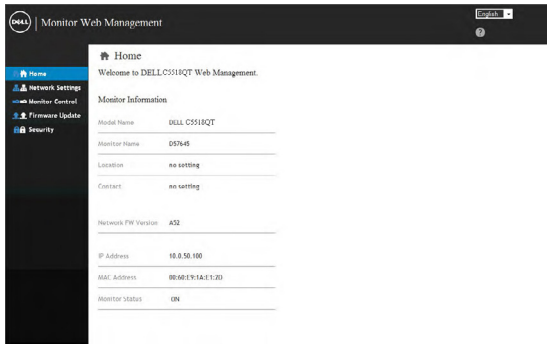 DELL
Monitor Web Management
English
?
Home
Network Settings
Monitor Control
Firmware Update
Security
Home
Welcome to DELL C5518QT Web Management.
Monitor Information
Model Name DELL C5518QT
Monitor Name D57645
Location no setting
Contact no setting
Network FW Version A52
IP Address 10.0.50.100
MAC Address
Monitor Status ON